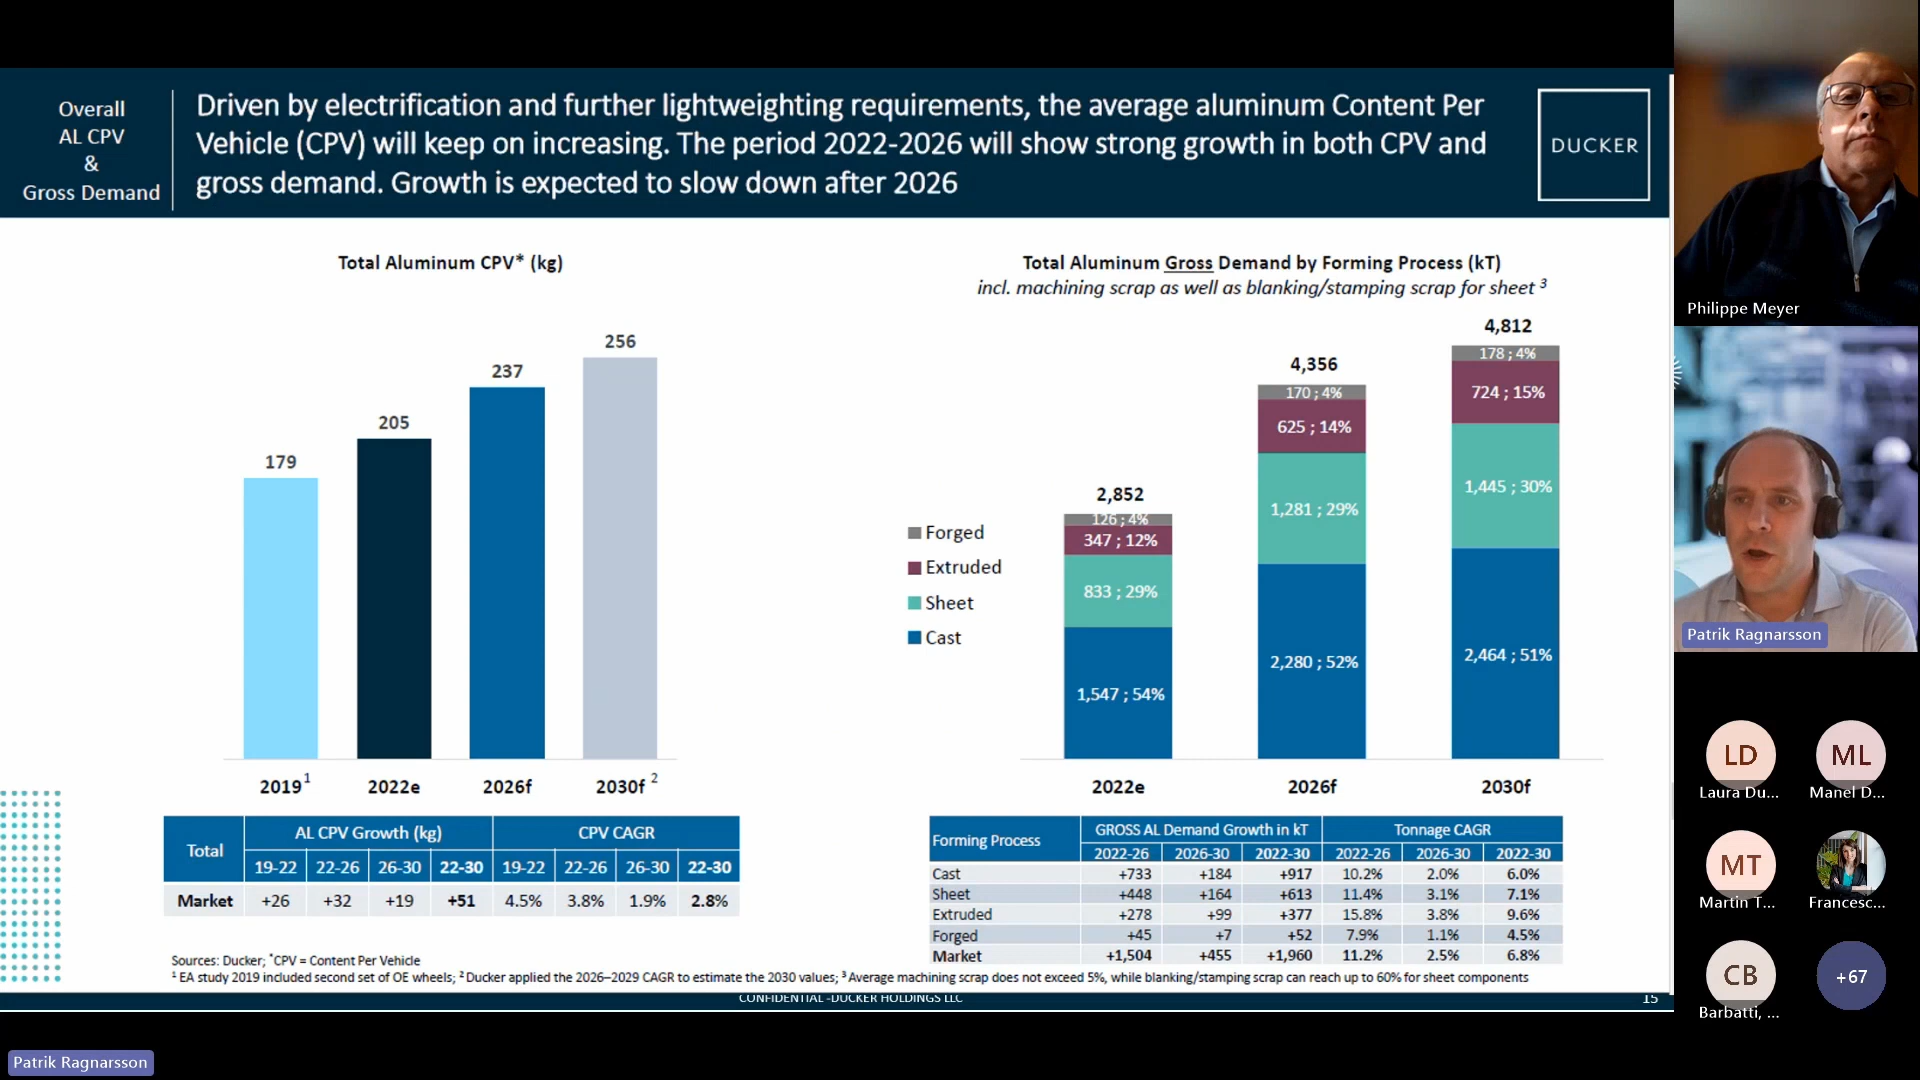 Overall
AL CPV
&
Gross Demand
Driven by electrification and further lightweighting requirements, the average aluminum Content Per
Vehicle (CPV) will keep on increasing. The period 2022-2026 will show strong growth in both CPV and
gross demand. Growth is expected to slow down after 2026
DUCKER
Total Aluminum CPV* (kg)
179
205
237
256
2019 1
2022e
2026f
2030f 2
Total AL CPV Growth (kg) CPV CAGR
19-22 22-26 26-30 22-30 19-22 22-26 26-30 22-30
Market +26 +32 +19 +51 4.5% 3.8% 1.9% 2.8%
Total Aluminum Gross Demand by Forming Process (kT)
incl. machining scrap as well as blanking/stamping scrap for sheet 3
Forged
Extruded
Sheet
Cast
2,852
126 ; 4%
347 ; 12%
833 ; 29%
1,547 ; 54%
2022e
4,356
170 ; 4%
625 ; 14%
1,281 ; 29%
2,280 ; 52%
2026f
4,812
178 ; 4%
724 ; 15%
1,445 ; 30%
2,464 ; 51%
2030f
Forming Process GROSS AL Demand Growth in kT Tonnage CAGR
2022-26 2026-30 2022-30 2022-26 2026-30 2022-30
Cast +733 +184 +917 10.2% 2.0% 6.0%
Sheet +448 +164 +613 11.4% 3.1% 7.1%
Extruded +278 +99 +377 15.8% 3.8% 9.6%
Forged +45 +7 +52 7.9% 1.1% 4.5%
Market +1,504 +455 +1,960 11.2% 2.5% 6.8%
Sources: Ducker; *CPV = Content Per Vehicle
1 EA study 2019 included second set of OE wheels; 2 Ducker applied the 2026–2029 CAGR to estimate the 2030 values; 3 Average machining scrap does not exceed 5%, while blanking/stamping scrap can reach up to 60% for sheet components
CONFIDENTIAL -DUCKER HOLDINGS LLC
15
Patrik Ragnarsson
Philippe Meyer
Patrik Ragnarsson
LD
Laura Du...
ML
Manel D...
MT
Martin T...
Francesc...
CB
Barbatti, ...
+67